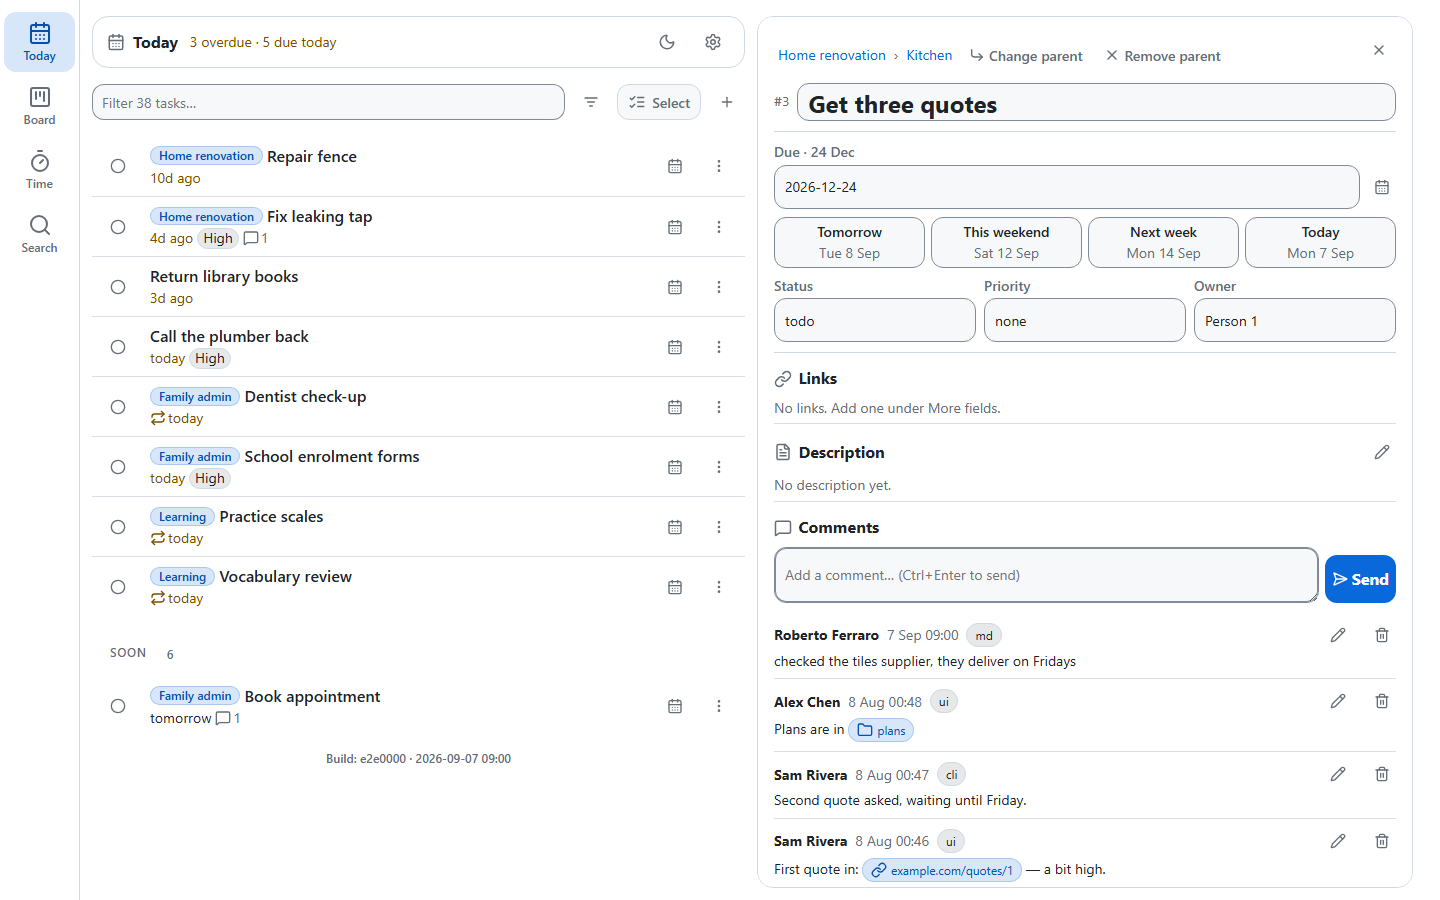 Today
Board
Time
Search
Today 3 overdue · 5 due today
Filter 38 tasks...
Select
Home renovation Repair fence
10d ago
Home renovation Fix leaking tap
4d ago High 1
Return library books
3d ago
Call the plumber back
today High
Family admin Dentist check-up
today
Family admin School enrolment forms
today High
Learning Practice scales
today
Learning Vocabulary review
today
SOON 6
Family admin Book appointment
tomorrow 1
Build: e2e0000 · 2026-09-07 09:00
Home renovation › Kitchen Change parent Remove parent
#3 Get three quotes
Due · 24 Dec
2026-12-24
Tomorrow This weekend Next week Today
Tue 8 Sep Sat 12 Sep Mon 14 Sep Mon 7 Sep
Status Priority Owner
todo none Person 1
Links
No links. Add one under More fields.
Description
No description yet.
Comments
Add a comment... (Ctrl+Enter to send)
Send
Roberto Ferraro 7 Sep 09:00 md
checked the tiles supplier, they deliver on Fridays
Alex Chen 8 Aug 00:48 ui
Plans are in plans
Sam Rivera 8 Aug 00:47 cli
Second quote asked, waiting until Friday.
Sam Rivera 8 Aug 00:46 ui
First quote in: example.com/quotes/1 — a bit high.